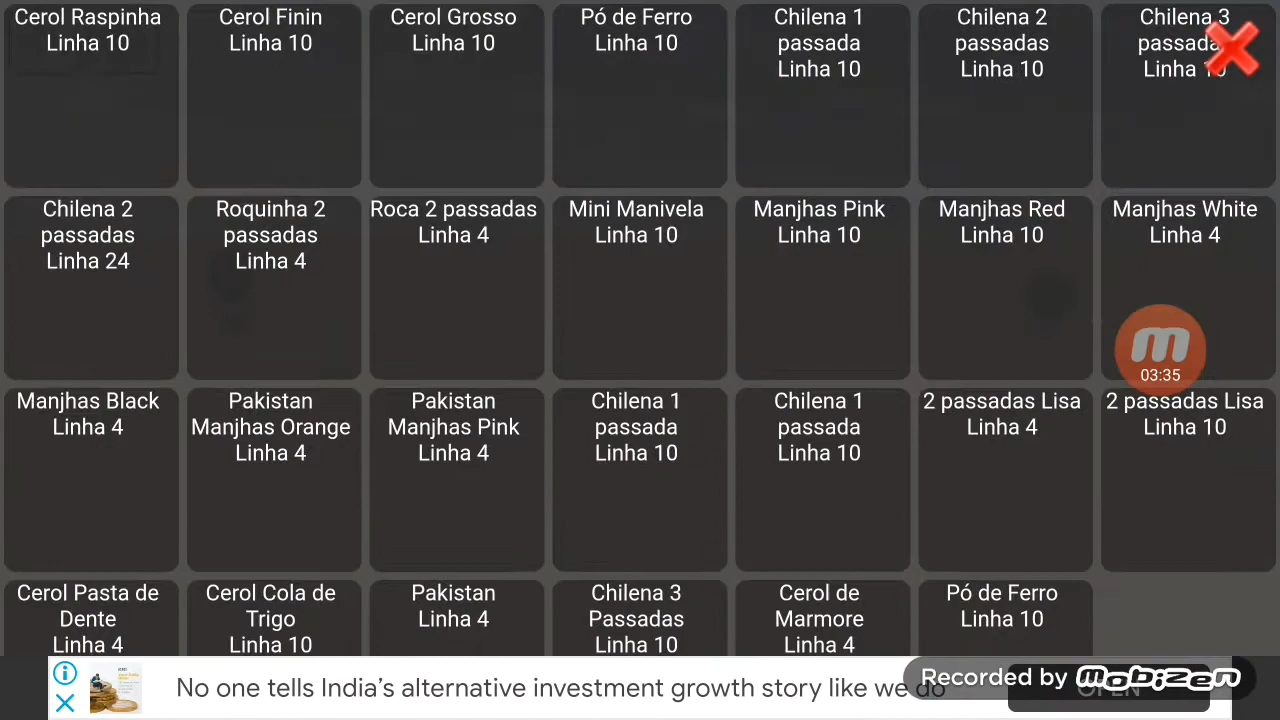 Cerol Raspinha
Linha 10
Cerol Finin
Linha 10
Cerol Grosso
Linha 10
Pó de Ferro
Linha 10
Chilena 1
passada
Linha 10
Chilena 2
passadas
Linha 10
Chilena 3
passadas
Linha 10
Chilena 2
passadas
Linha 24
Roquinha 2
passadas
Linha 4
Roca 2 passadas
Linha 4
Mini Manivela
Linha 10
Manjhas Pink
Linha 10
Manjhas Red
Linha 10
Manjhas White
Linha 4
m
03:35
Manjhas Black
Linha 4
Pakistan
Manjhas Orange
Linha 4
Pakistan
Manjhas Pink
Linha 4
Chilena 1
passada
Linha 10
Chilena 1
passada
Linha 10
2 passadas Lisa
Linha 4
2 passadas Lisa
Linha 10
Cerol Pasta de
Dente
Linha 4
Cerol Cola de
Trigo
Linha 10
Pakistan
Linha 4
Chilena 3
Passadas
Linha 10
Cerol de
Marmore
Linha 4
Pó de Ferro
Linha 10
No one tells India's alternative investment growth story like we do
OPEN
Recorded by mobizen